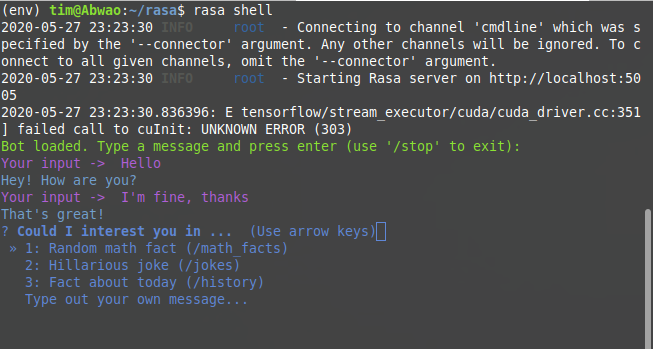 (env) tim@Abwao:~/rasa$ rasa shell
2020-05-27 23:23:30 INFO     root  - Connecting to channel 'cmdline' which was s
pecified by the '--connector' argument. Any other channels will be ignored. To c
onnect to all given channels, omit the '--connector' argument.
2020-05-27 23:23:30 INFO     root  - Starting Rasa server on http://localhost:50
05
2020-05-27 23:23:30.836396: E tensorflow/stream_executor/cuda/cuda_driver.cc:351
] failed call to cuInit: UNKNOWN ERROR (303)
Bot loaded. Type a message and press enter (use '/stop' to exit):
Your input ->  Hello
Hey! How are you?
Your input ->  I'm fine, thanks
That's great!
? Could I interest you in ...  (Use arrow keys)
» 1: Random math fact (/math_facts)
2: Hillarious joke (/jokes)
3: Fact about today (/history)
Type out your own message...